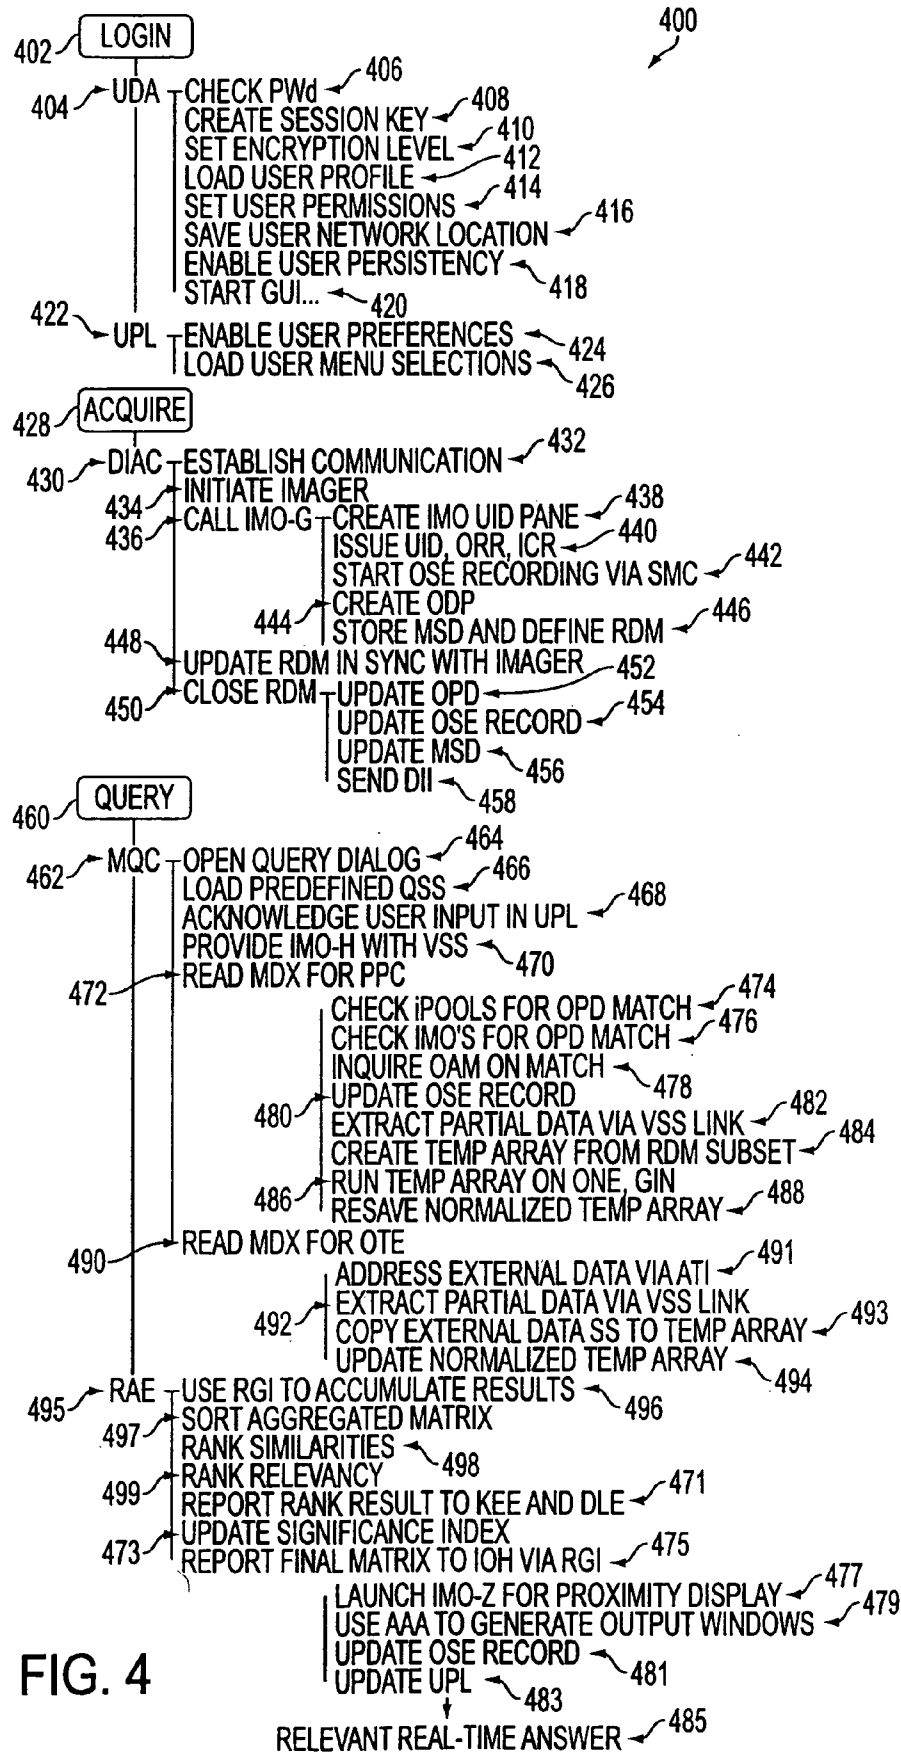 400
LOGIN
402
404 UDA CHECK PWd 406
CREATE SESSION KEY 408
SET ENCRYPTION LEVEL 410
LOAD USER PROFILE 412
SET USER PERMISSIONS 414
SAVE USER NETWORK LOCATION 416
ENABLE USER PERSISTENCY 418
START GUI... 420
422 UPL ENABLE USER PREFERENCES 424
LOAD USER MENU SELECTIONS 426
428 ACQUIRE
430 DIAC ESTABLISH COMMUNICATION 432
434 INITIATE IMAGER
436 CALL IMO-G CREATE IMO UID PANE 438
ISSUE UID, ORR, ICR 440
START OSE RECORDING VIA SMC 442
444 CREATE ODP
STORE MSD AND DEFINE RDM 446
448 UPDATE RDM IN SYNC WITH IMAGER
450 CLOSE RDM UPDATE OPD 452
UPDATE OSE RECORD 454
UPDATE MSD 456
SEND DII 458
460 QUERY
462 MQC OPEN QUERY DIALOG 464
LOAD PREDEFINED QSS 466
ACKNOWLEDGE USER INPUT IN UPL 468
PROVIDE IMO-H WITH VSS 470
472 READ MDX FOR PPC
CHECK iPOOLS FOR OPD MATCH 474
CHECK IMO'S FOR OPD MATCH 476
INQUIRE OAM ON MATCH 478
480 UPDATE OSE RECORD
EXTRACT PARTIAL DATA VIA VSS LINK 482
CREATE TEMP ARRAY FROM RDM SUBSET 484
486 RUN TEMP ARRAY ON ONE, GIN
RESAVE NORMALIZED TEMP ARRAY 488
490 READ MDX FOR OTE
ADDRESS EXTERNAL DATA VIA ATI 491
492 EXTRACT PARTIAL DATA VIA VSS LINK
COPY EXTERNAL DATA SS TO TEMP ARRAY 493
UPDATE NORMALIZED TEMP ARRAY 494
495 RAE USE RGI TO ACCUMULATE RESULTS 496
497 SORT AGGREGATED MATRIX
RANK SIMILARITIES 498
499 RANK RELEVANCY
REPORT RANK RESULT TO KEE AND DLE 471
473 UPDATE SIGNIFICANCE INDEX
REPORT FINAL MATRIX TO IOH VIA RGI 475
LAUNCH IMO-Z FOR PROXIMITY DISPLAY 477
USE AAA TO GENERATE OUTPUT WINDOWS 479
UPDATE OSE RECORD 481
UPDATE UPL 483
RELEVANT REAL-TIME ANSWER 485
FIG. 4